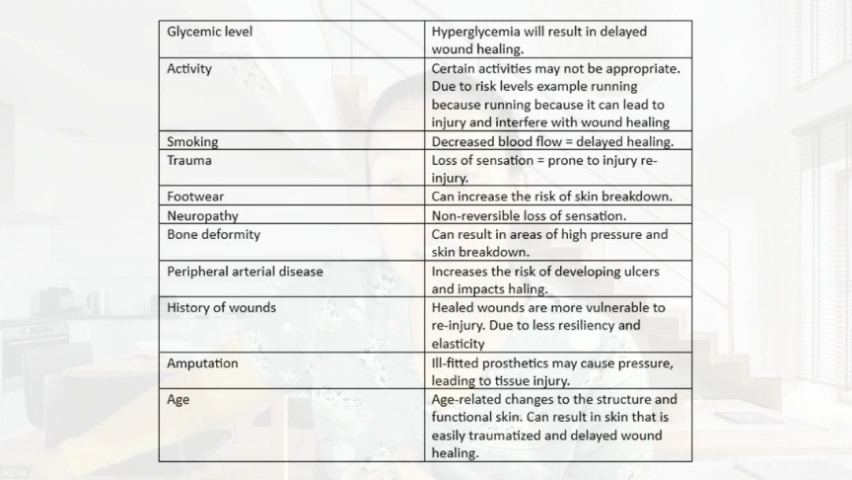 Glycemic level
Hyperglycemia will result in delayed
wound healing.
Activity
Certain activities may not be appropriate.
Due to risk levels example running
because running because it can lead to
injury and interfere with wound healing
Smoking
Decreased blood flow = delayed healing.
Trauma
Loss of sensation = prone to injury re-
injury.
Footwear
Can increase the risk of skin breakdown.
Neuropathy
Non-reversible loss of sensation.
Bone deformity
Can result in areas of high pressure and
skin breakdown.
Peripheral arterial disease
Increases the risk of developing ulcers
and impacts haling.
History of wounds
Healed wounds are more vulnerable to
re-injury. Due to less resiliency and
elasticity
Amputation
Ill-fitted prosthetics may cause pressure,
leading to tissue injury.
Age
Age-related changes to the structure and
functional skin. Can result in skin that is
easily traumatized and delayed wound
healing.